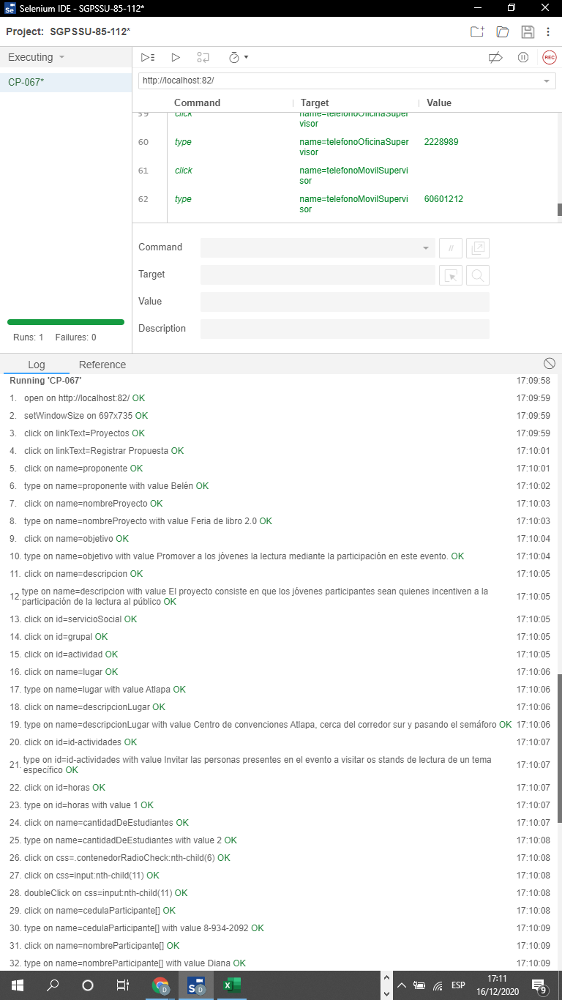 Selenium IDE - SGPSSU-85-112*
Project: SGPSSU-85-112*
Executing
REC
CP-067*
http://localhost:82/
Command Target Value
59 click name=telefonoOficinaSuper
visor
60 type name=telefonoOficinaSuper 2228989
visor
61 click name=telefonoMovilSupervi
sor
62 type name=telefonoMovilSupervi 60601212
sor
Command //
Target
Value
Description
Runs: 1 Failures: 0
Log Reference
Running 'CP-067' 17:09:58
1. open on http://localhost:82/ OK 17:09:59
2. setWindowSize on 697x735 OK 17:09:59
3. click on linkText=Proyectos OK 17:09:59
4. click on linkText=Registrar Propuesta OK 17:10:01
5. click on name=proponente OK 17:10:01
6. type on name=proponente with value Belén OK 17:10:02
7. click on name=nombreProyecto OK 17:10:03
8. type on name=nombreProyecto with value Feria de libro 2.0 OK 17:10:03
9. click on name=objetivo OK 17:10:04
10. type on name=objetivo with value Promover a los jóvenes la lectura mediante la participación en este evento. OK 17:10:04
11. click on name=descripcion OK 17:10:05
12. type on name=descripcion with value El proyecto consiste en que los jóvenes participantes sean quienes incentiven a la
participación de la lectura al público OK 17:10:05
13. click on id=servicioSocial OK 17:10:05
14. click on id=grupal OK 17:10:05
15. click on id=actividad OK 17:10:05
16. click on name=lugar OK 17:10:06
17. type on name=lugar with value Atlapa OK 17:10:06
18. click on name=descripcionLugar OK 17:10:06
19. type on name=descripcionLugar with value Centro de convenciones Atlapa, cerca del corredor sur y pasando el semáforo OK 17:10:06
20. click on id=id-actividades OK 17:10:07
21. type on id=id-actividades with value Invitar las personas presentes en el evento a visitar os stands de lectura de un tema
específico OK 17:10:07
22. click on id=horas OK 17:10:07
23. type on id=horas with value 1 OK 17:10:07
24. click on name=cantidadDeEstudiantes OK 17:10:07
25. type on name=cantidadDeEstudiantes with value 2 OK 17:10:08
26. click on css=.contenedorRadioCheck:nth-child(6) OK 17:10:08
27. click on css=input:nth-child(11) OK 17:10:08
28. doubleClick on css=input:nth-child(11) OK 17:10:08
29. click on name=cedulaParticipante[] OK 17:10:08
30. type on name=cedulaParticipante[] with value 8-934-2092 OK 17:10:09
31. click on name=nombreParticipante[] OK 17:10:09
32. type on name=nombreParticipante[] with value Diana OK 17:10:09
ESP 17:11
16/12/2020 9